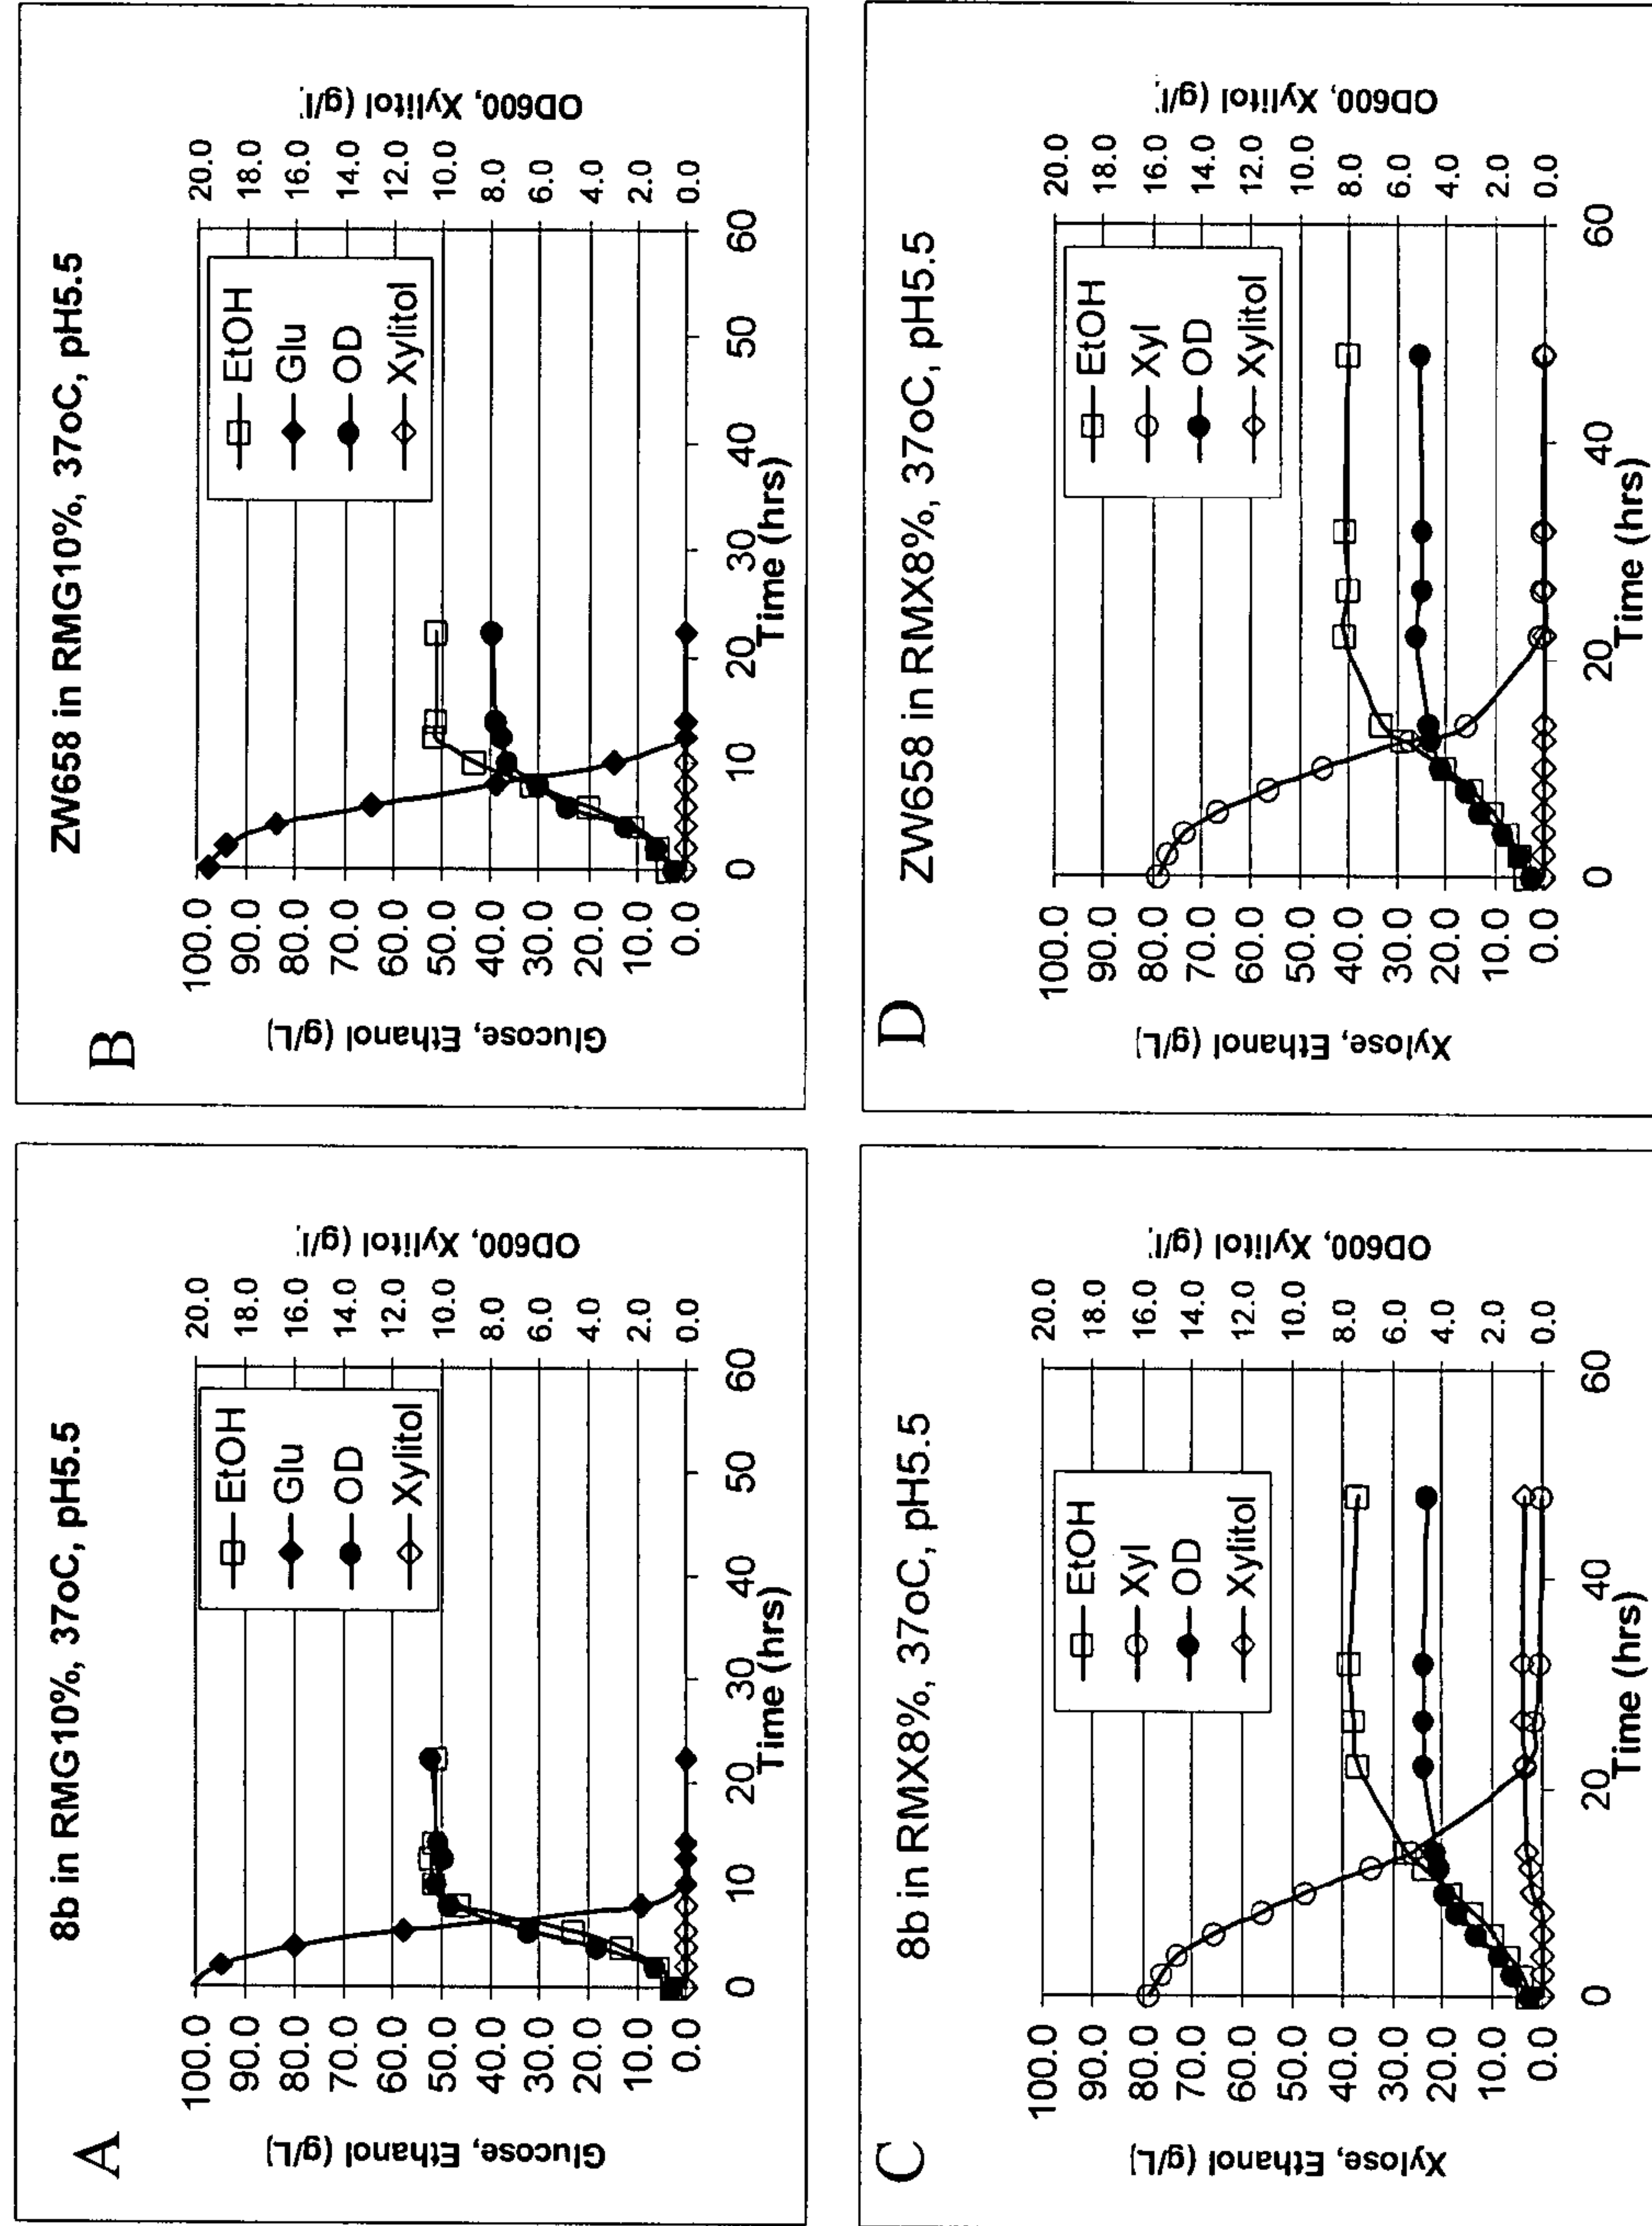 A
8b in RMG10%, 37oC, pH5.5
Glucose, Ethanol (g/L)
100.0
90.0
80.0
70.0
60.0
50.0
40.0
30.0
20.0
10.0
0.0
EtOH
Glu
OD
Xylitol
20.0
18.0
16.0
14.0
12.0
10.0
8.0
6.0
4.0
2.0
0.0
OD600, Xylitol (g/l)
0 10 20 30 40 50 60
Time (hrs)
B
ZW658 in RMG10%, 37oC, pH5.5
Glucose, Ethanol (g/L)
100.0
90.0
80.0
70.0
60.0
50.0
40.0
30.0
20.0
10.0
0.0
EtOH
Glu
OD
Xylitol
20.0
18.0
16.0
14.0
12.0
10.0
8.0
6.0
4.0
2.0
0.0
OD600, Xylitol (g/l)
0 10 20 30 40 50 60
Time (hrs)
C
8b in RMX8%, 37oC, pH5.5
Xylose, Ethanol (g/L)
100.0
90.0
80.0
70.0
60.0
50.0
40.0
30.0
20.0
10.0
0.0
EtOH
Xyl
OD
Xylitol
20.0
18.0
16.0
14.0
12.0
10.0
8.0
6.0
4.0
2.0
0.0
OD600, Xylitol (g/l)
0 20 40 60
Time (hrs)
D
ZW658 in RMX8%, 37oC, pH5.5
Xylose, Ethanol (g/L)
100.0
90.0
80.0
70.0
60.0
50.0
40.0
30.0
20.0
10.0
0.0
EtOH
Xyl
OD
Xylitol
20.0
18.0
16.0
14.0
12.0
10.0
8.0
6.0
4.0
2.0
0.0
OD600, Xylitol (g/l)
0 20 40 60
Time (hrs)